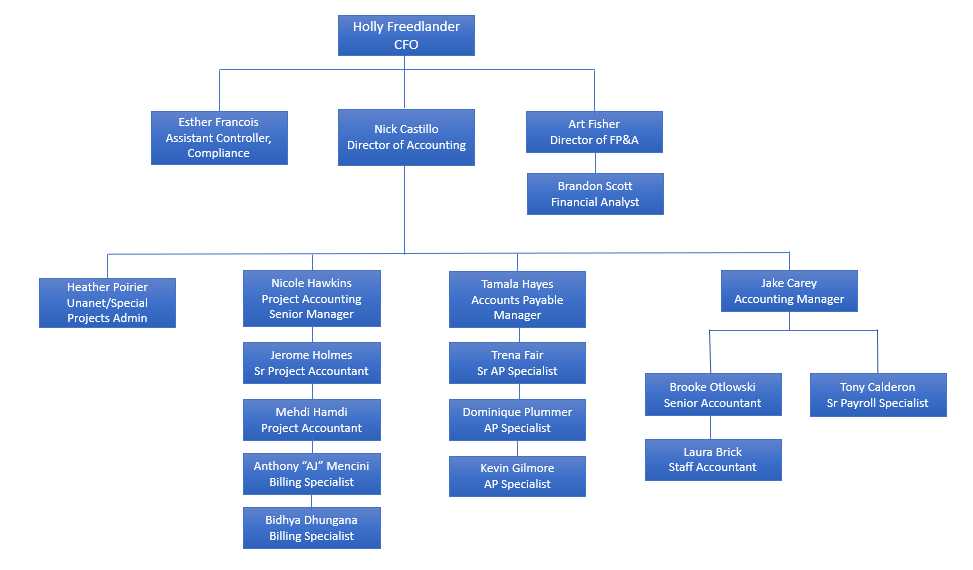 Holly Freedlander
CFO
Esther Francois
Assistant Controller,
Compliance
Nick Castillo
Director of Accounting
Art Fisher
Director of FP&A
Brandon Scott
Financial Analyst
Heather Poirier
Unanet/Special
Projects Admin
Nicole Hawkins
Project Accounting
Senior Manager
Jerome Holmes
Sr Project Accountant
Mehdi Hamdi
Project Accountant
Anthony “AJ” Mencini
Billing Specialist
Bidhya Dhungana
Billing Specialist
Tamala Hayes
Accounts Payable
Manager
Trena Fair
Sr AP Specialist
Dominique Plummer
AP Specialist
Kevin Gilmore
AP Specialist
Jake Carey
Accounting Manager
Brooke Otlowski
Senior Accountant
Laura Brick
Staff Accountant
Tony Calderon
Sr Payroll Specialist